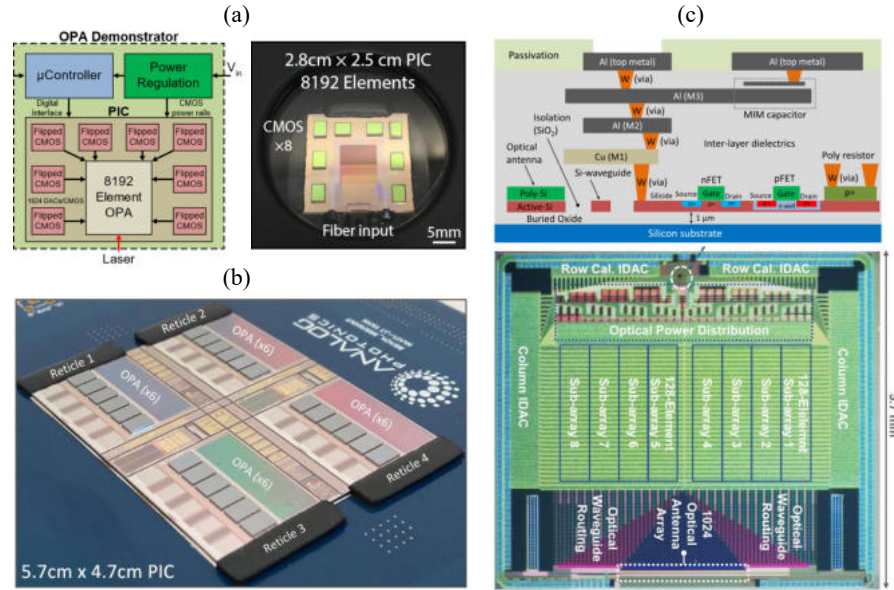 (a)
OPA Demonstrator
μController
Power
Regulation
V in
Digital
interface
CMOS
power rails
PIC
Flipped
CMOS
Flipped
CMOS
Flipped
CMOS
Flipped
CMOS
Flipped
CMOS
Flipped
CMOS
1024 DACs/CMOS
8192
Element
OPA
Flipped
CMOS
Flipped
CMOS
Laser
2.8cm × 2.5 cm PIC
8192 Elements
CMOS
×8
Fiber input
5mm
(b)
Reticle 2
OPA (x6)
Reticle 1
OPA (x6)
ANALOG
PHOTONICS
OPA (x6)
Reticle 4
OPA (x6)
Reticle 3
5.7cm x 4.7cm PIC
(c)
Passivation
Al (top metal)
Al (top metal)
W (via)
W (via)
Al (M3)
MIM capacitor
Isolation
(SiO2)
W (via)
Al (M2)
Optical
antenna
W (via)
Inter-layer dielectrics
Cu (M1)
Si-waveguide
Poly resistor
W (via)
nFET
pFET
W (via)
Poly-Si
Silicide
Source
Gate
Drain
Source
Gate
Drain
P+
Active-Si
n-well
Buried Oxide
1 μm
Silicon substrate
Row Cal. IDAC
Row Cal. IDAC
Optical Power Distribution
Column IDAC
Sub-array 8
Sub-array 7
Sub-array 6
128-Element
Sub-array 5
Sub-array 4
Sub-array 3
Sub-array 2
128-Element
Sub-array 1
Column IDAC
Optical
Waveguide
Routing
1024
Optical
Antenna
Array
Optical
Waveguide
Routing